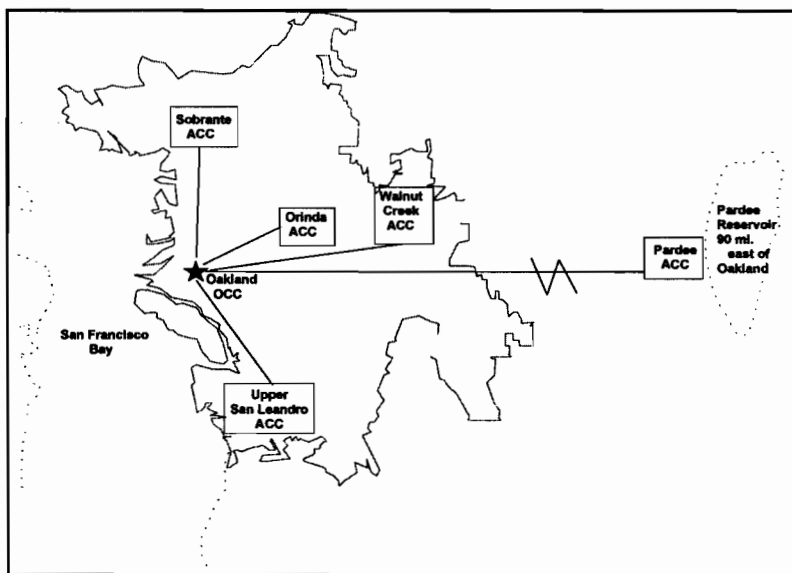 Sobrante
ACC
Orinda
ACC
Walnut
Creek
ACC
Pardee
Reservoir
90 mi.
east of
Oakland
Pardee
ACC
Oakland
OCC
San Francisco
Bay
Upper
San Leandro
ACC